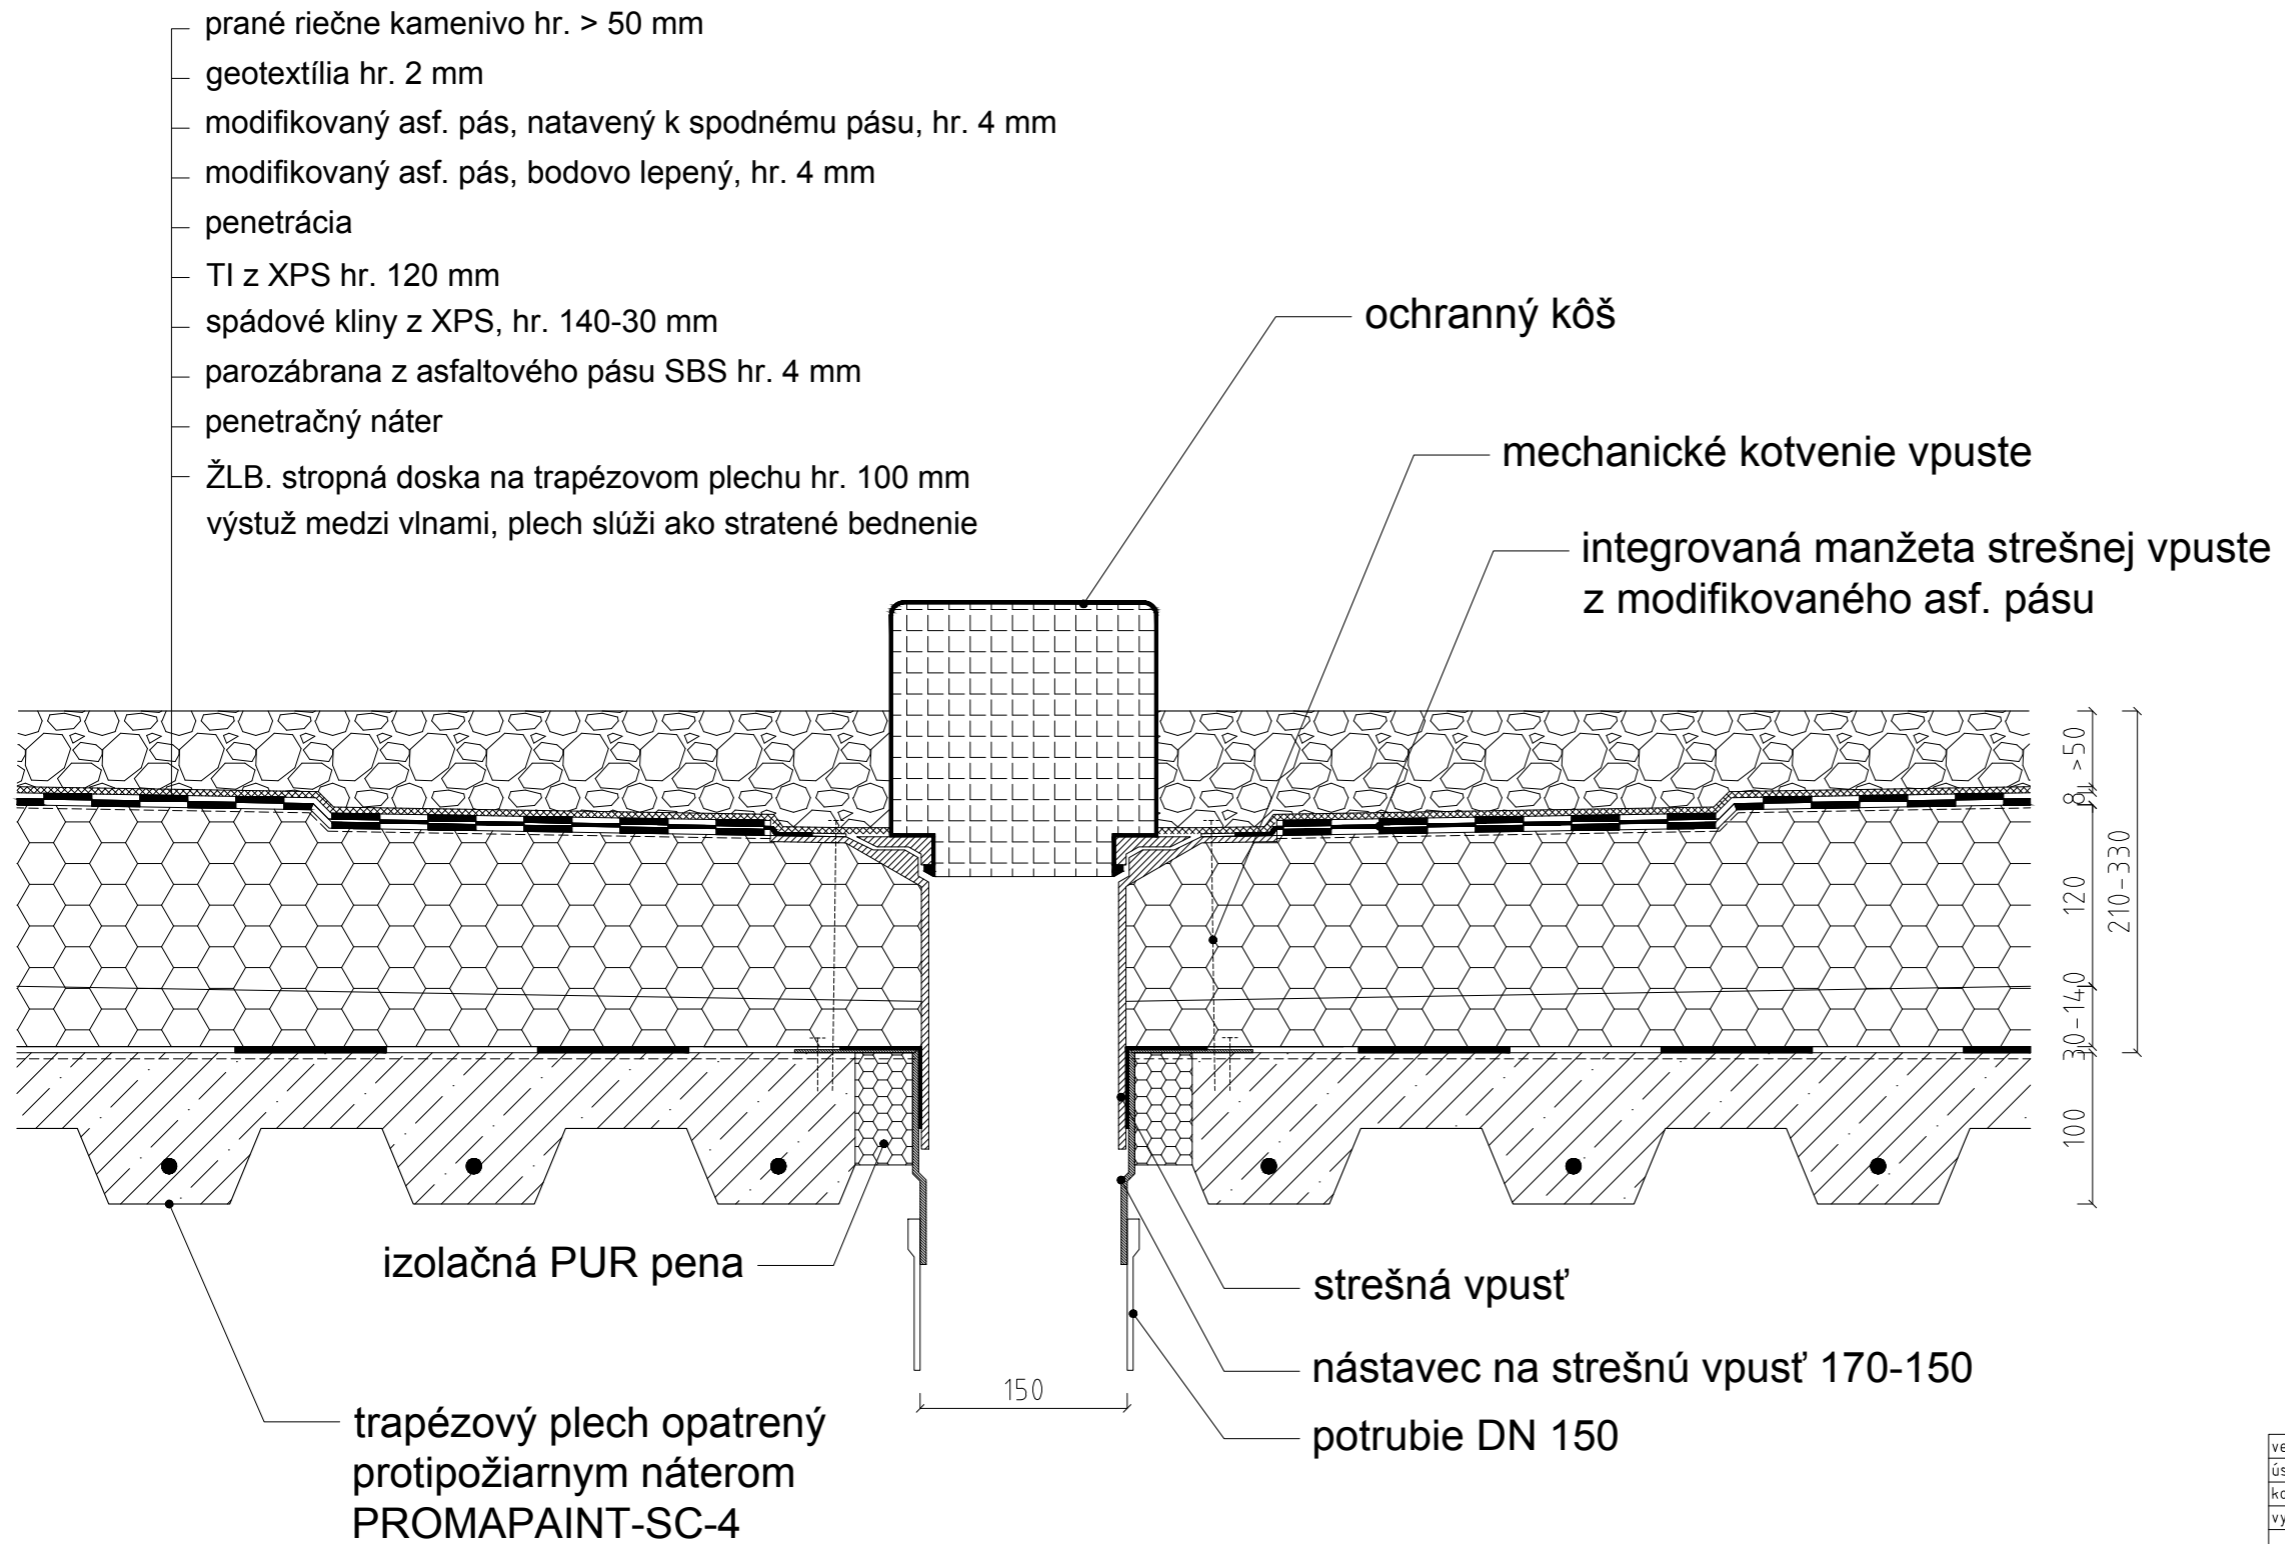 prané riečne kamenivo hr. > 50 mm
geotextília hr. 2 mm
modifikovaný asf. pás, natavený k spodnému pásu, hr. 4 mm
modifikovaný asf. pás, bodovo lepený, hr. 4 mm
penetrácia
TI z XPS hr. 120 mm
spádové kliny z XPS, hr. 140-30 mm
parozábrana z asfaltového pásu SBS hr. 4 mm
penetračný náter
ŽLB. stropná doska na trapézovom plechu hr. 100 mm
výstuž medzi vlnami, plech slúži ako stratené bednenie
ochranný kôš
mechanické kotvenie vpuste
integrovaná manžeta strešnej vpuste
z modifikovaného asf. pásu
>50
8
120
30-140
210-330
100
izolačná PUR pena
strešná vpusť
nástavec na strešnú vpusť 170-150
potrubie DN 150
150
trapézový plech opatrený
protipožiarnym náterom
PROMAPAINT-SC-4